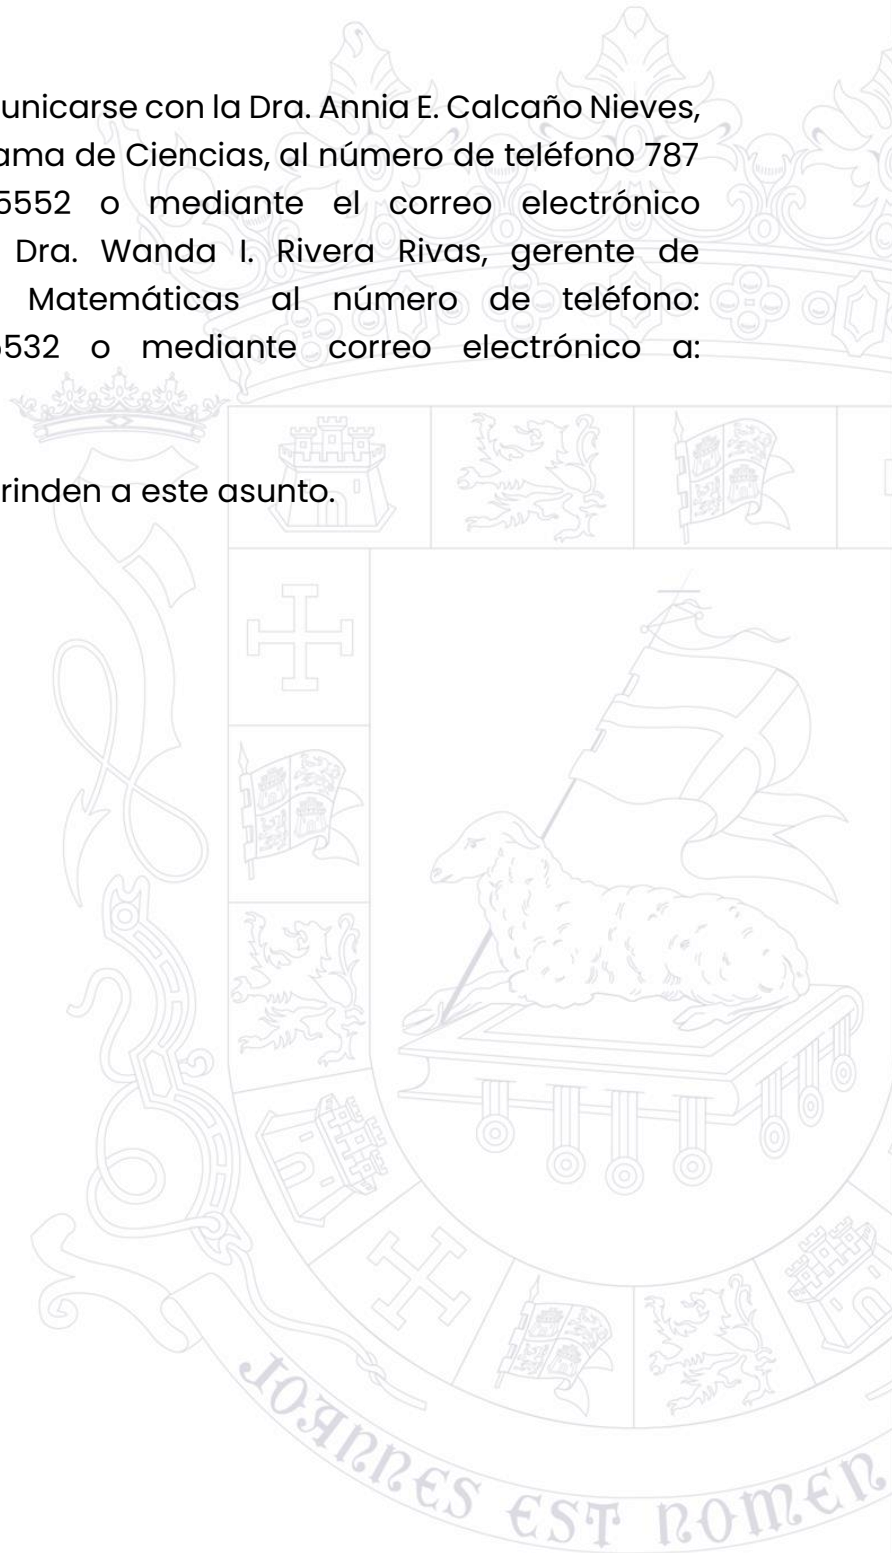 unicarse con la Dra. Annia E. Calcaño Nieves,
ama de Ciencias, al número de teléfono 787
5552 o mediante el correo electrónico
Dra. Wanda I. Rivera Rivas, gerente de
Matemáticas al número de teléfono:
532 o mediante correo electrónico a:
rinden a este asunto.
JOANNES EST NOMEN